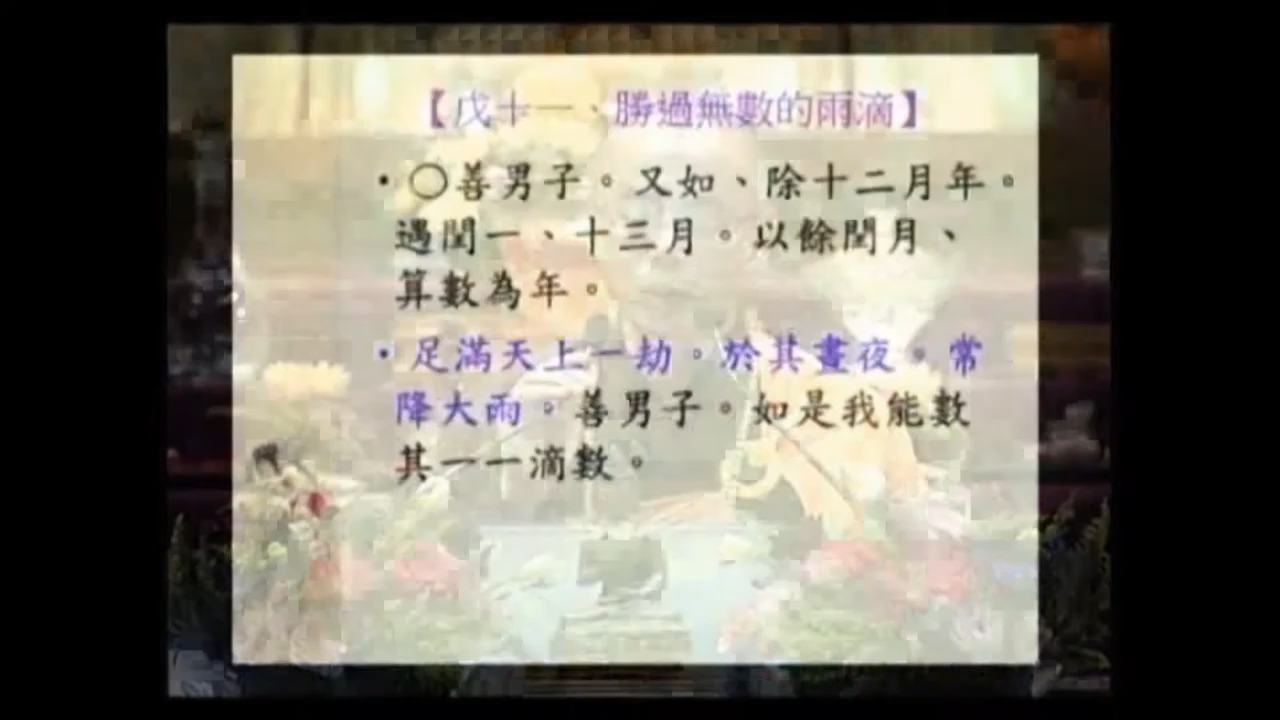 【戊十一、勝過無數的雨滴】
•〇善男子。又如、除十二月年。
遇閏一、十三月。以餘閏月、
算數為年。
•足滿天上一劫。於其晝夜。常
降大雨。善男子。如是我能數
其一一滴數。